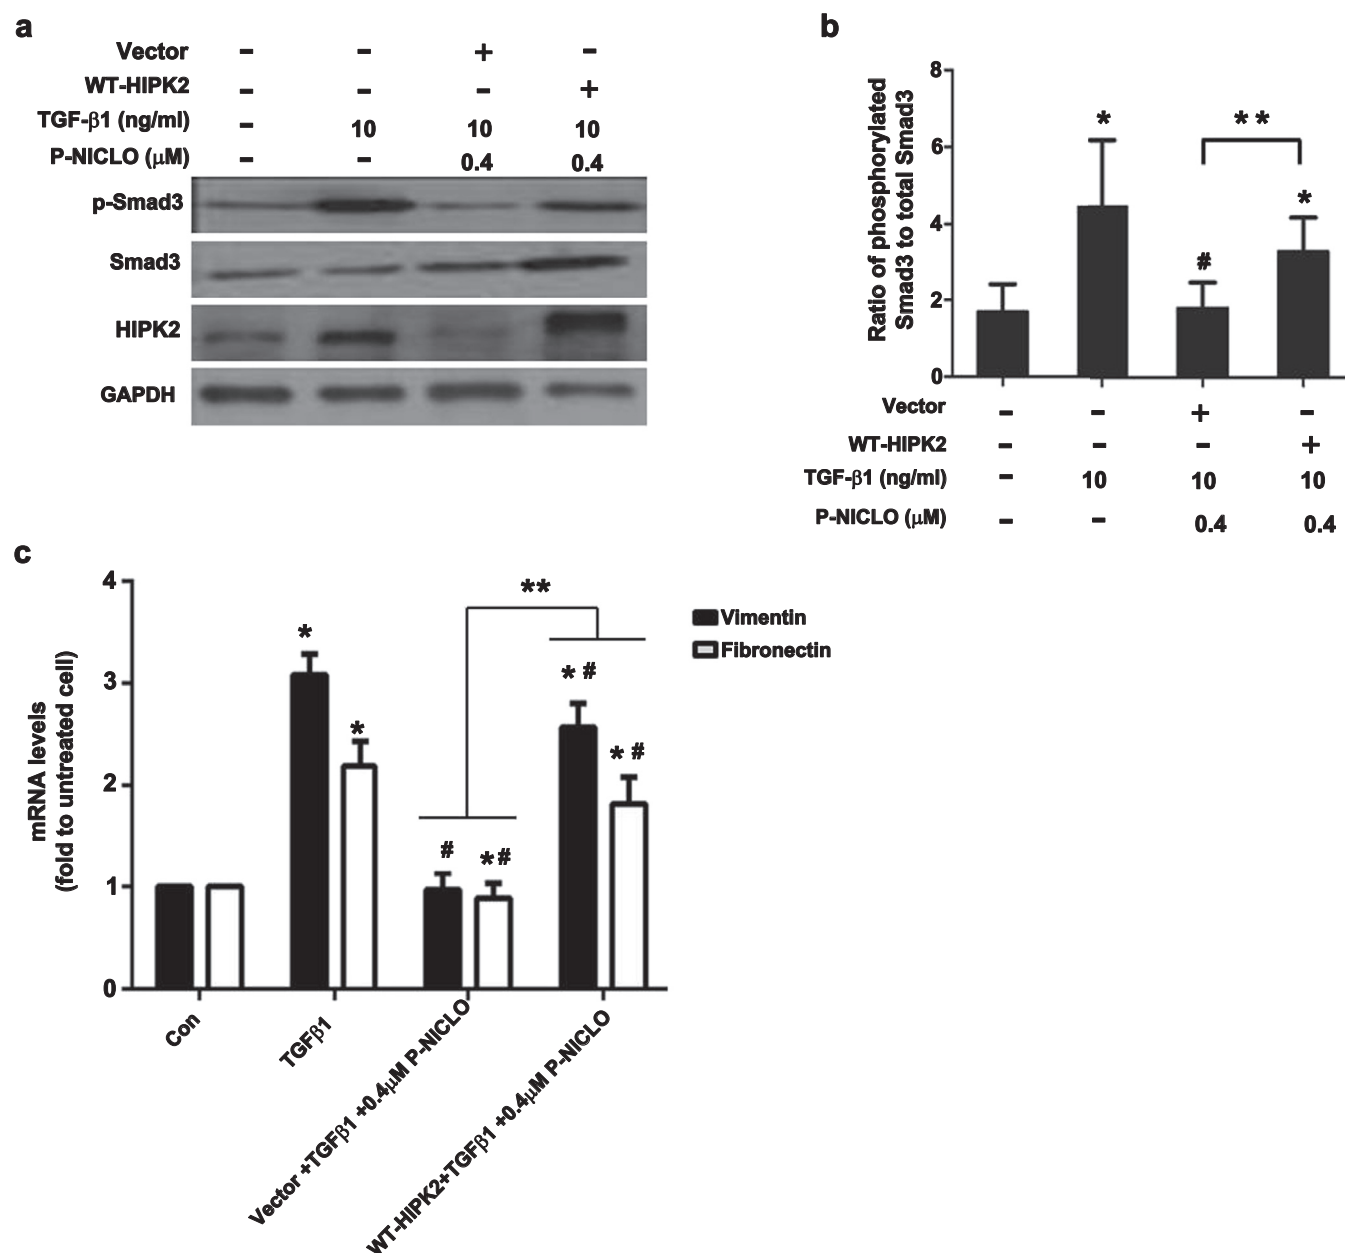 a
Vector - - + -
WT-HIPK2 - - - +
TGF-β1 (ng/ml) - 10 10 10
P-NICLO (μM) - - 0.4 0.4
p-Smad3
Smad3
HIPK2
GAPDH
b
Ratio of phosphorylated
Smad3 to total Smad3
8
6
4
2
0
*
#
**
*
Vector - - + -
WT-HIPK2 - - - +
TGF-β1 (ng/ml) - 10 10 10
P-NICLO (μM) - - 0.4 0.4
c
mRNA levels
(fold to untreated cell)
4
3
2
1
0
*
*
#
*#
**
*#
*#
Vimentin
Fibronectin
Con
TGFβ1
Vector +TGFβ1 +0.4μM P-NICLO
WT-HIPK2+TGFβ1 +0.4μM P-NICLO